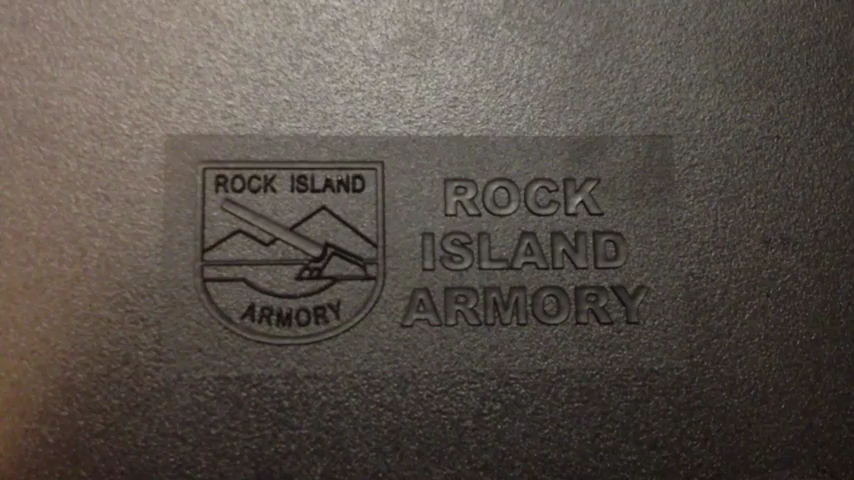 ROCK ISLAND
ARMORY
ROCK
ISLAND
ARMORY